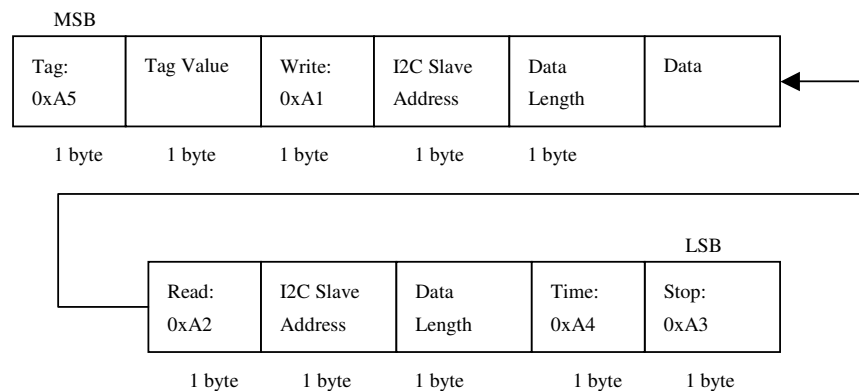 MSB
Tag: Tag Value Write: I2C Slave Data Data
0xA5 0xA1 Address Length
1 byte 1 byte 1 byte 1 byte 1 byte
LSB
Read: I2C Slave Data Time: Stop:
0xA2 Address Length 0xA4 0xA3
1 byte 1 byte 1 byte 1 byte 1 byte